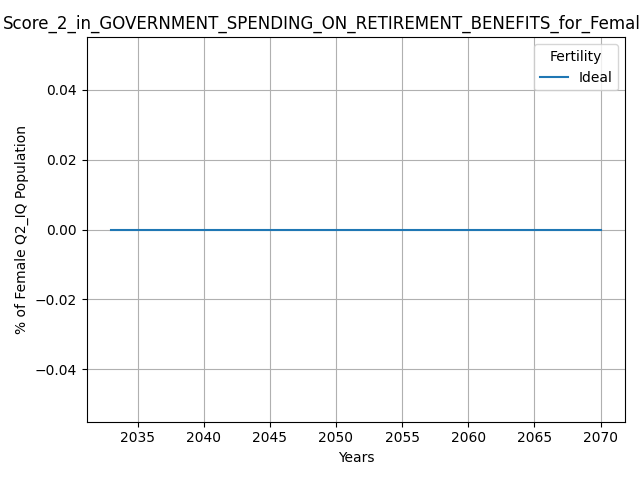 Score_2_in_GOVERNMENT_SPENDING_ON_RETIREMENT_BENEFITS_for_Femal
Fertility
Ideal
0.04
0.02
0.00
−0.02
−0.04
% of Female Q2_IQ Population
2035 2040 2045 2050 2055 2060 2065 2070
Years